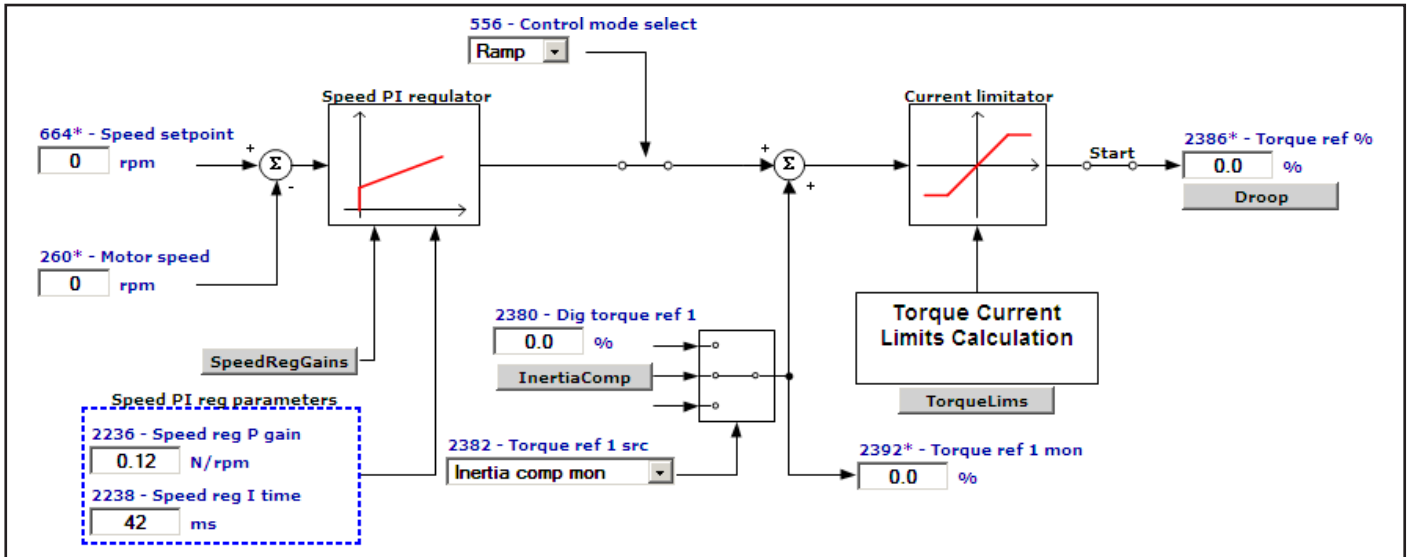 556 - Control mode select
Ramp
Speed PI regulator
Current limitator
664* - Speed setpoint
0 rpm
+
Σ
-
+
Σ
+
Start
2386* - Torque ref %
0.0 %
Droop
260* - Motor speed
0 rpm
SpeedRegGains
2380 - Dig torque ref 1
0.0 %
InertiaComp
Torque Current
Limits Calculation
TorqueLims
Speed PI reg parameters
2236 - Speed reg P gain
0.12 N/rpm
2238 - Speed reg I time
42 ms
2382 - Torque ref 1 src
Inertia comp mon
2392* - Torque ref 1 mon
0.0 %